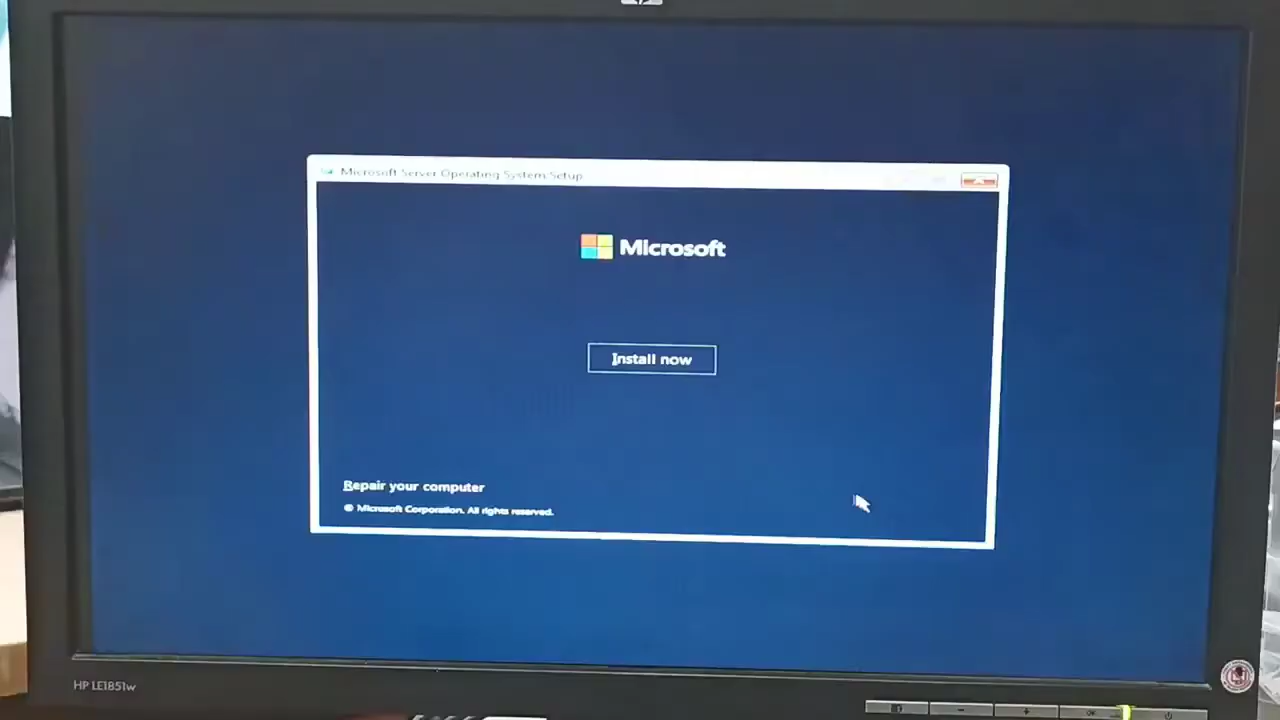 Microsoft Server Operating System Setup
Microsoft
Install now
Repair your computer
© Microsoft Corporation. All rights reserved.
HP LE1851w